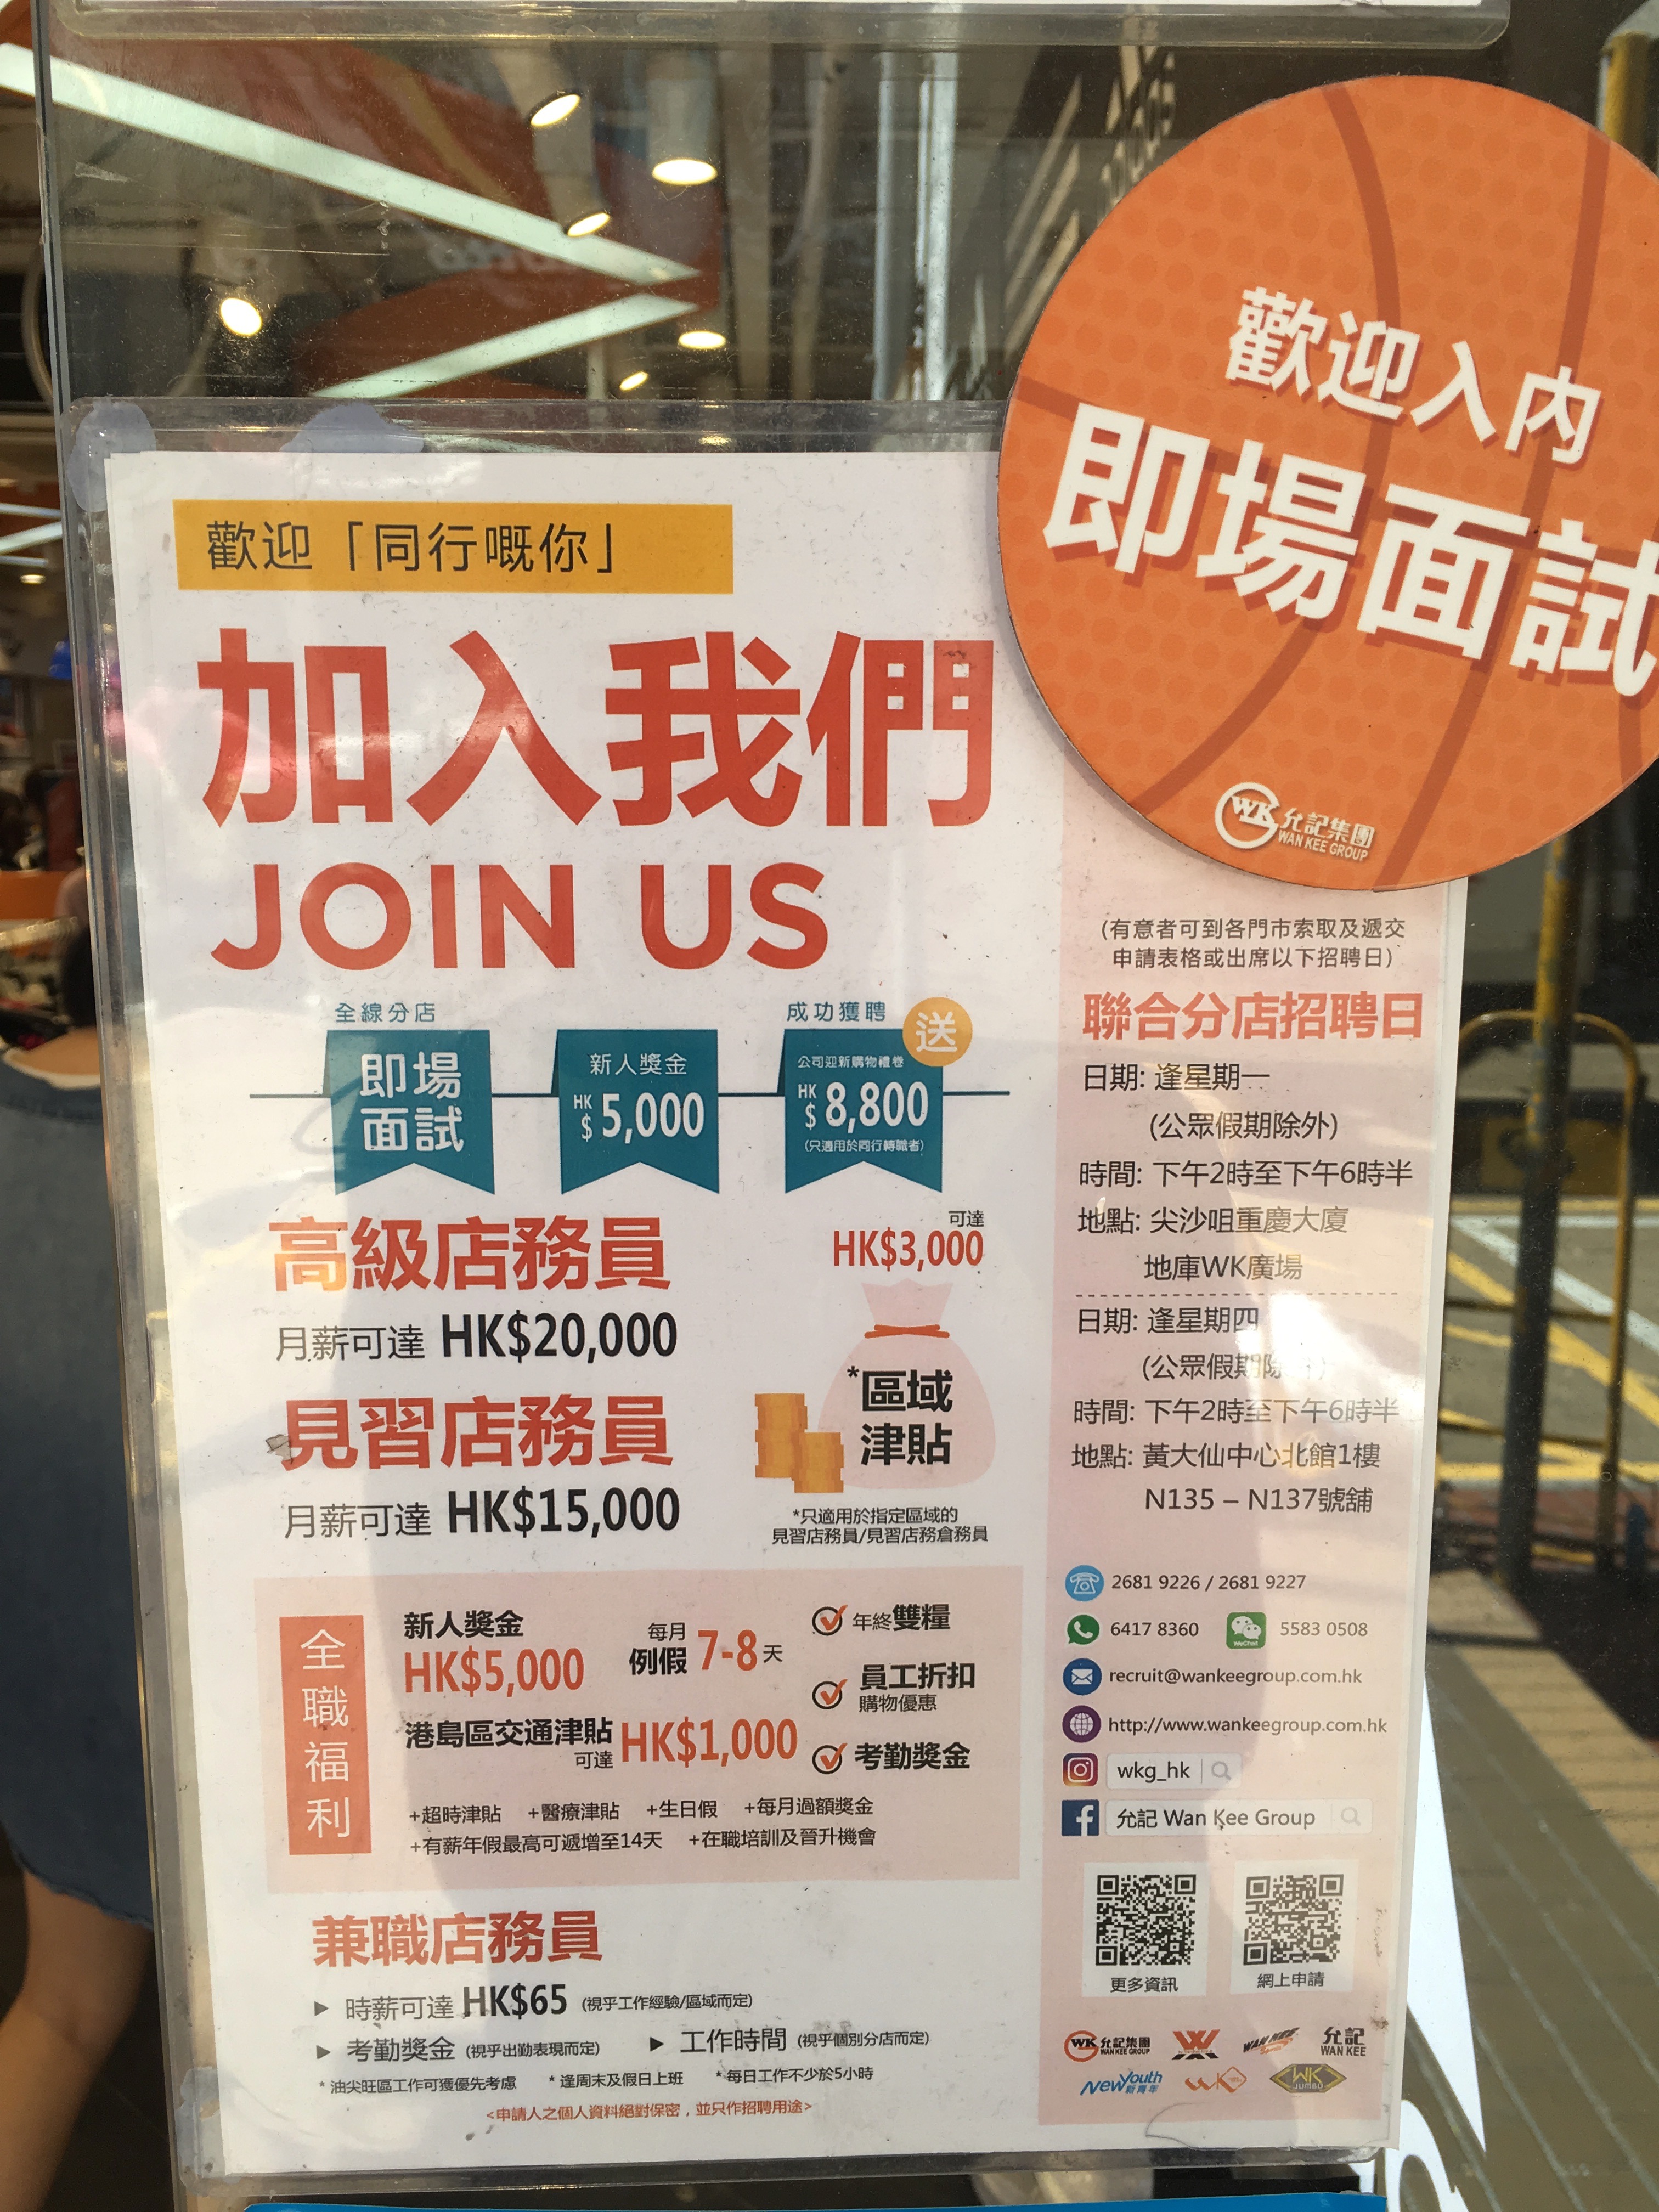 歡迎入內
即場面試
WK 允記集團
WAN KEE GROUP
歡迎「同行嘅你」
加入我們
JOIN US
全線分店
即場
面試
新人獎金
HK$ 5,000
成功獲聘
送
公司迎新購物禮卷
HK$ 8,800
(只適用於同行轉職者)
高級店務員
月薪可達 HK$20,000
見習店務員
月薪可達 HK$15,000
可達
HK$3,000
*區域
津貼
*只適用於指定區域的
見習店務員/見習店務倉務員
全職福利
新人獎金
HK$5,000
每月
例假 7-8天
港島區交通津貼
可達 HK$1,000
年終雙糧
員工折扣
購物優惠
考勤獎金
+超時津貼 +醫療津貼 +生日假 +每月過額獎金
+有薪年假最高可遞增至14天 +在職培訓及晉升機會
兼職店務員
▶ 時薪可達 HK$65 (視乎工作經驗/區域而定)
▶ 考勤獎金 (視乎出勤表現而定) ▶ 工作時間 (視乎個別分店而定)
* 油尖旺區工作可獲優先考慮 * 逢周末及假日上班 * 每日工作不少於5小時
<申請人之個人資料絕對保密，並只作招聘用途>
(有意者可到各門市索取及遞交
申請表格或出席以下招聘日)
聯合分店招聘日
日期: 逢星期一
(公眾假期除外)
時間: 下午2時至下午6時半
地點: 尖沙咀重慶大廈
地庫WK廣場
日期: 逢星期四
(公眾假期除
時間: 下午2時至下午6時半
地點: 黃大仙中心北館1樓
N135 – N137號舖
2681 9226 / 2681 9227
6417 8360 WeChat 5583 0508
recruit@wankeegroup.com.hk
http://www.wankeegroup.com.hk
wkg_hk
允記 Wan Kee Group
更多資訊 網上申請
WK 允記集團 WAN KEE GROUP
WAN KEE
允記 WAN KEE
NewYouth 新青年
WK
WK JUMBO